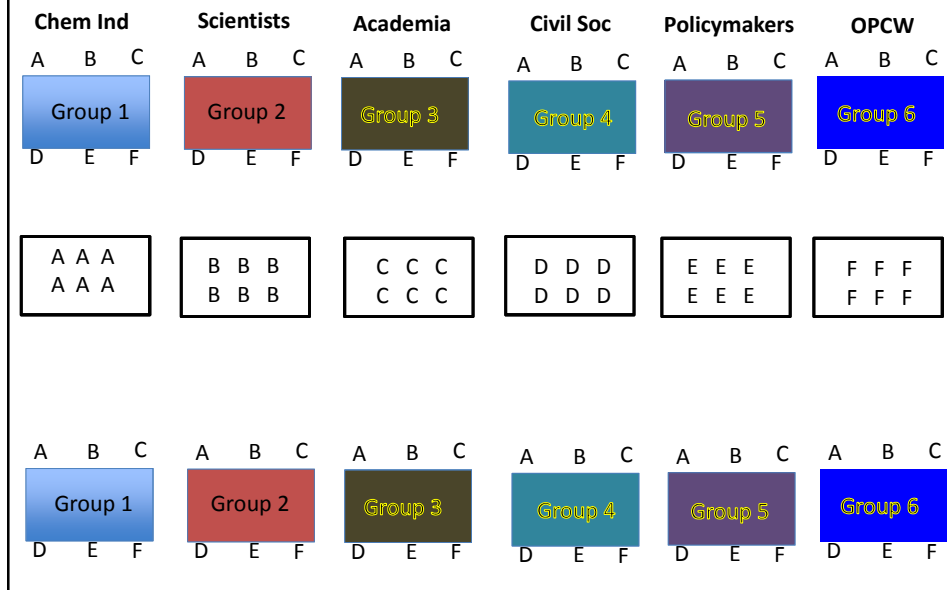 Chem Ind Scientists Academia Civil Soc Policymakers OPCW
A B C A B C A B C A B C A B C A B C
Group 1 Group 2 Group 3 Group 4 Group 5 Group 6
D E F D E F D E F D E F D E F D E F
A A A B B B C C C D D D E E E F F F
A A A B B B C C C D D D E E E F F F
A B C A B C A B C A B C A B C A B C
Group 1 Group 2 Group 3 Group 4 Group 5 Group 6
D E F D E F D E F D E F D E F D E F